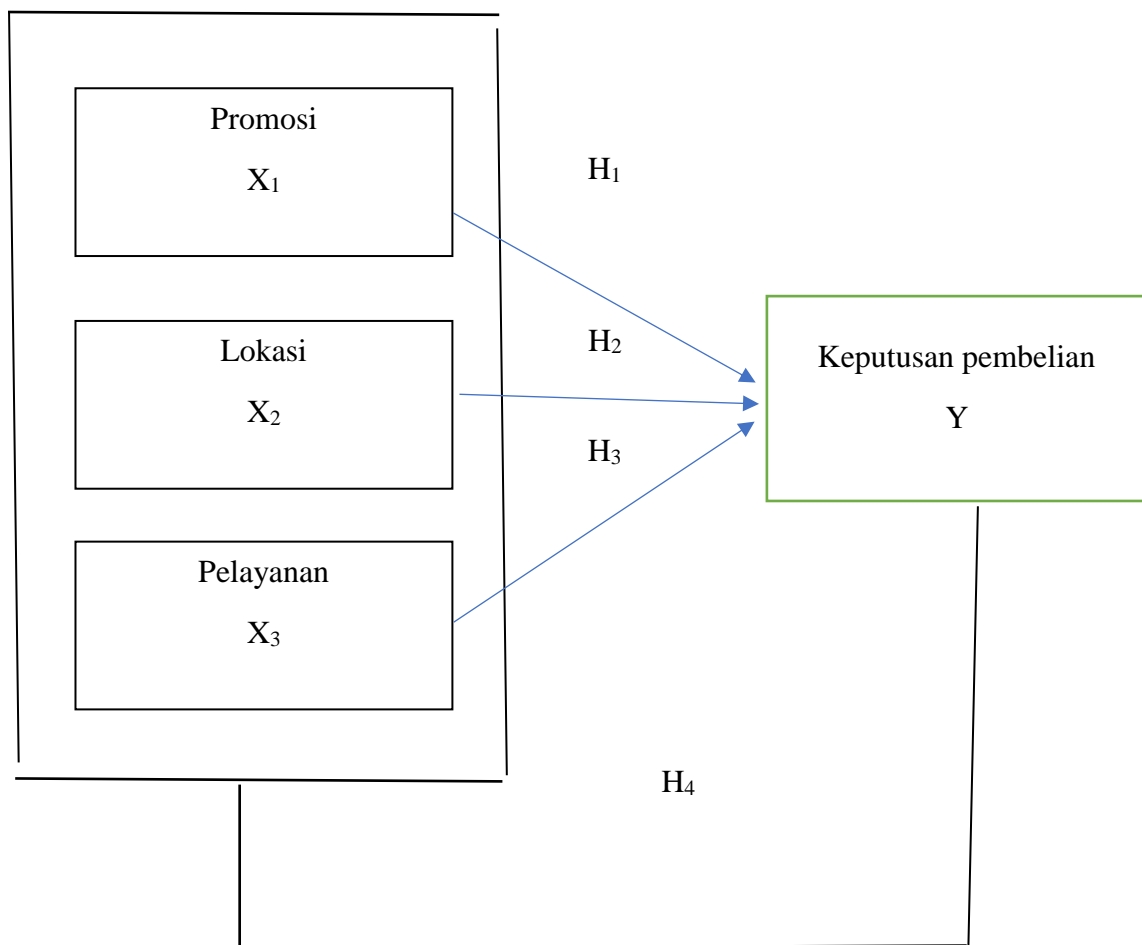 Promosi
X₁
H₁
Lokasi
X₂
H₂
Keputusan pembelian
Y
H₃
Pelayanan
X₃
H₄